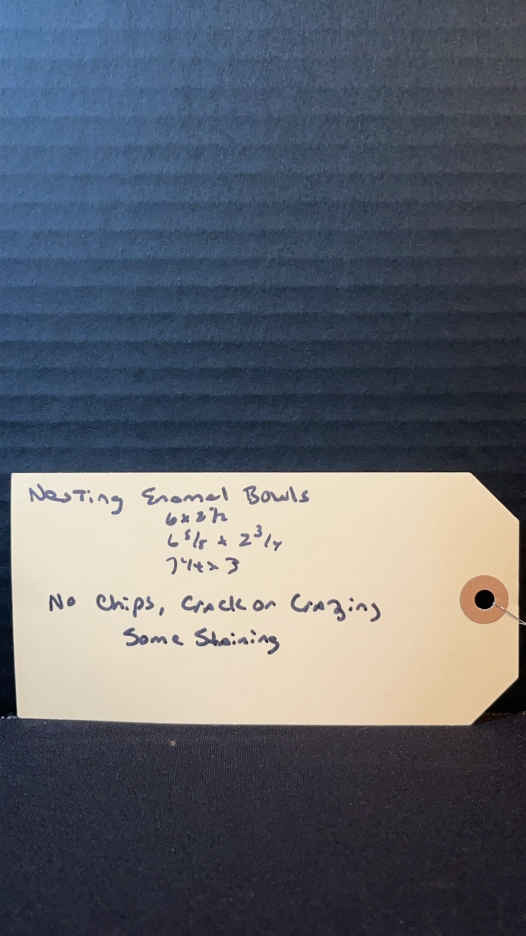 Nesting Enamel Bowls
6 x 2 1/2
6 5/8 x 2 3/4
7 1/4 x 3
No Chips, Crack or Crazing
Some Staining